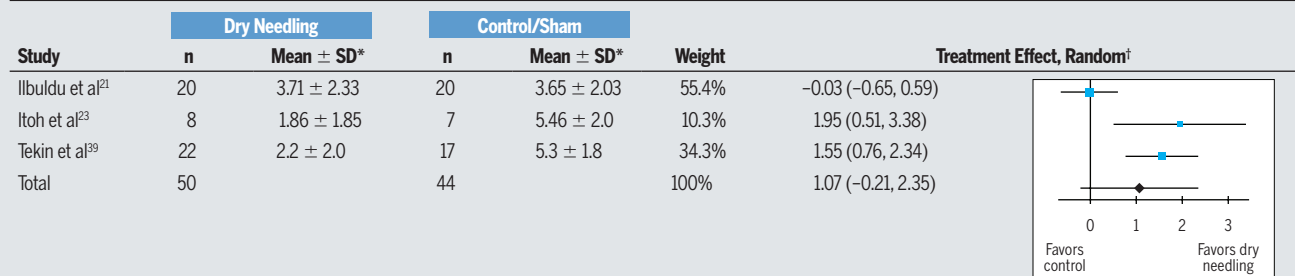 Dry Needling Control/Sham
Study n Mean ± SD* n Mean ± SD* Weight Treatment Effect, Random†
Ilbuldu et al21 20 3.71 ± 2.33 20 3.65 ± 2.03 55.4% –0.03 (–0.65, 0.59)
Itoh et al23 8 1.86 ± 1.85 7 5.46 ± 2.0 10.3% 1.95 (0.51, 3.38)
Tekin et al39 22 2.2 ± 2.0 17 5.3 ± 1.8 34.3% 1.55 (0.76, 2.34)
Total 50 44 100% 1.07 (–0.21, 2.35)
0 1 2 3
Favors Favors dry
control needling